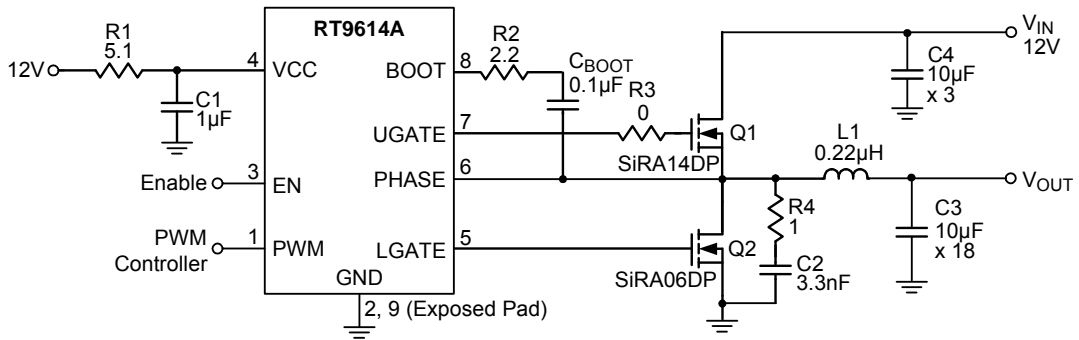 RT9614A
R1
5.1
12V
C1
1µF
4
VCC
3
EN
Enable
1
PWM
PWM
Controller
GND
2, 9 (Exposed Pad)
BOOT
8
R2
2.2
CBOOT
0.1µF
UGATE
7
R3
0
Q1
SiRA14DP
PHASE
6
LGATE
5
Q2
SiRA06DP
R4
1
C2
3.3nF
L1
0.22µH
VIN
12V
C4
10µF
x 3
VOUT
C3
10µF
x 18